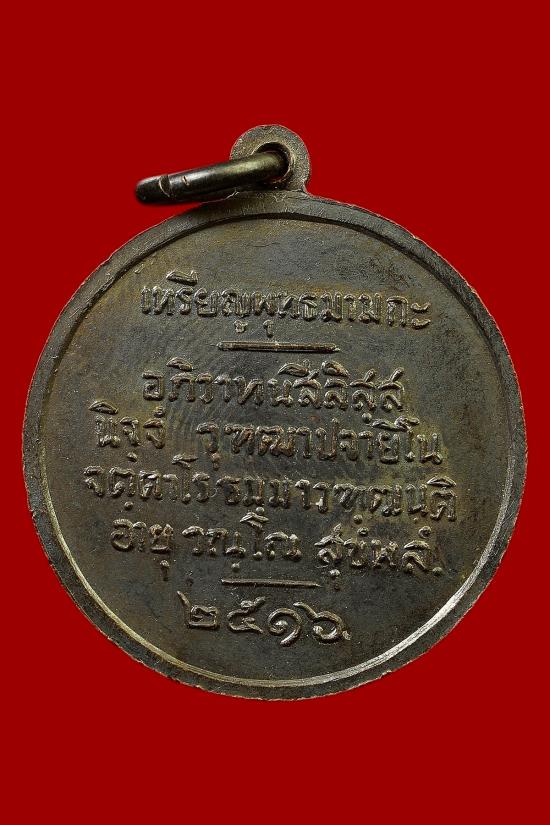 เหรียญพุทธมามกะ
อภิวาทนสีลิสฺส
นิจฺจํ วุฑฒาปจายิโน
จตฺตาโร ธมฺมา วฑฺฒนฺติ
อายุ วณฺโณ สุขํ พลํ.
๒๕๑๖.